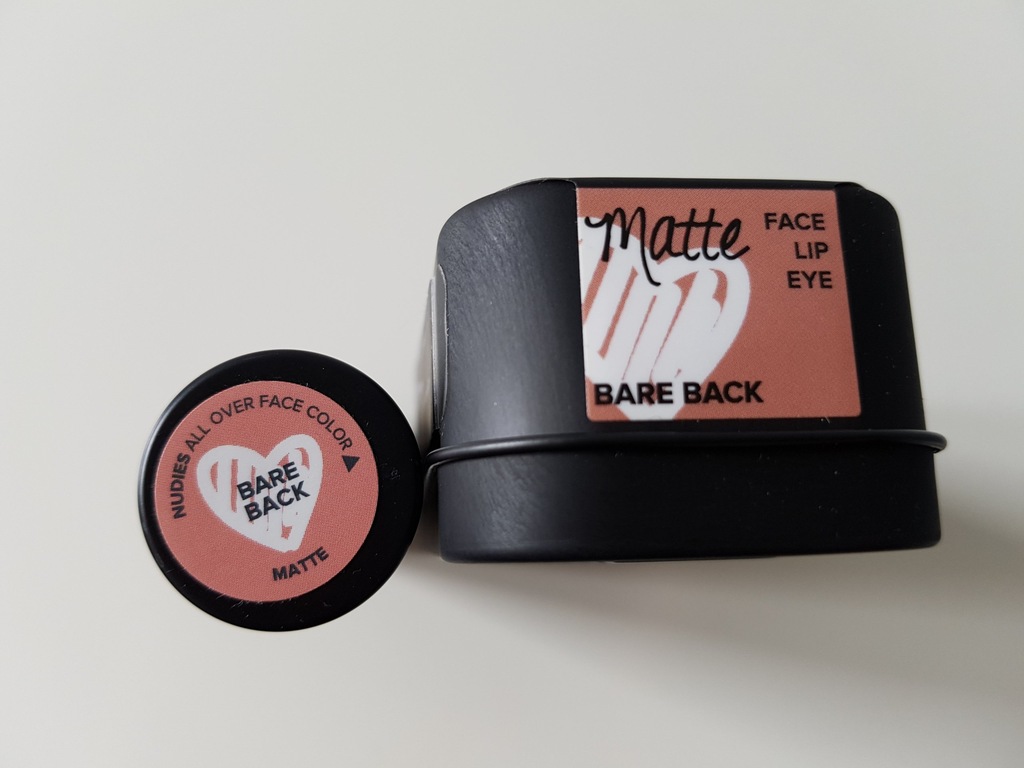 NUDIES ALL OVER FACE COLOR
BARE
BACK
MATTE
Matte
FACE
LIP
EYE
BARE BACK